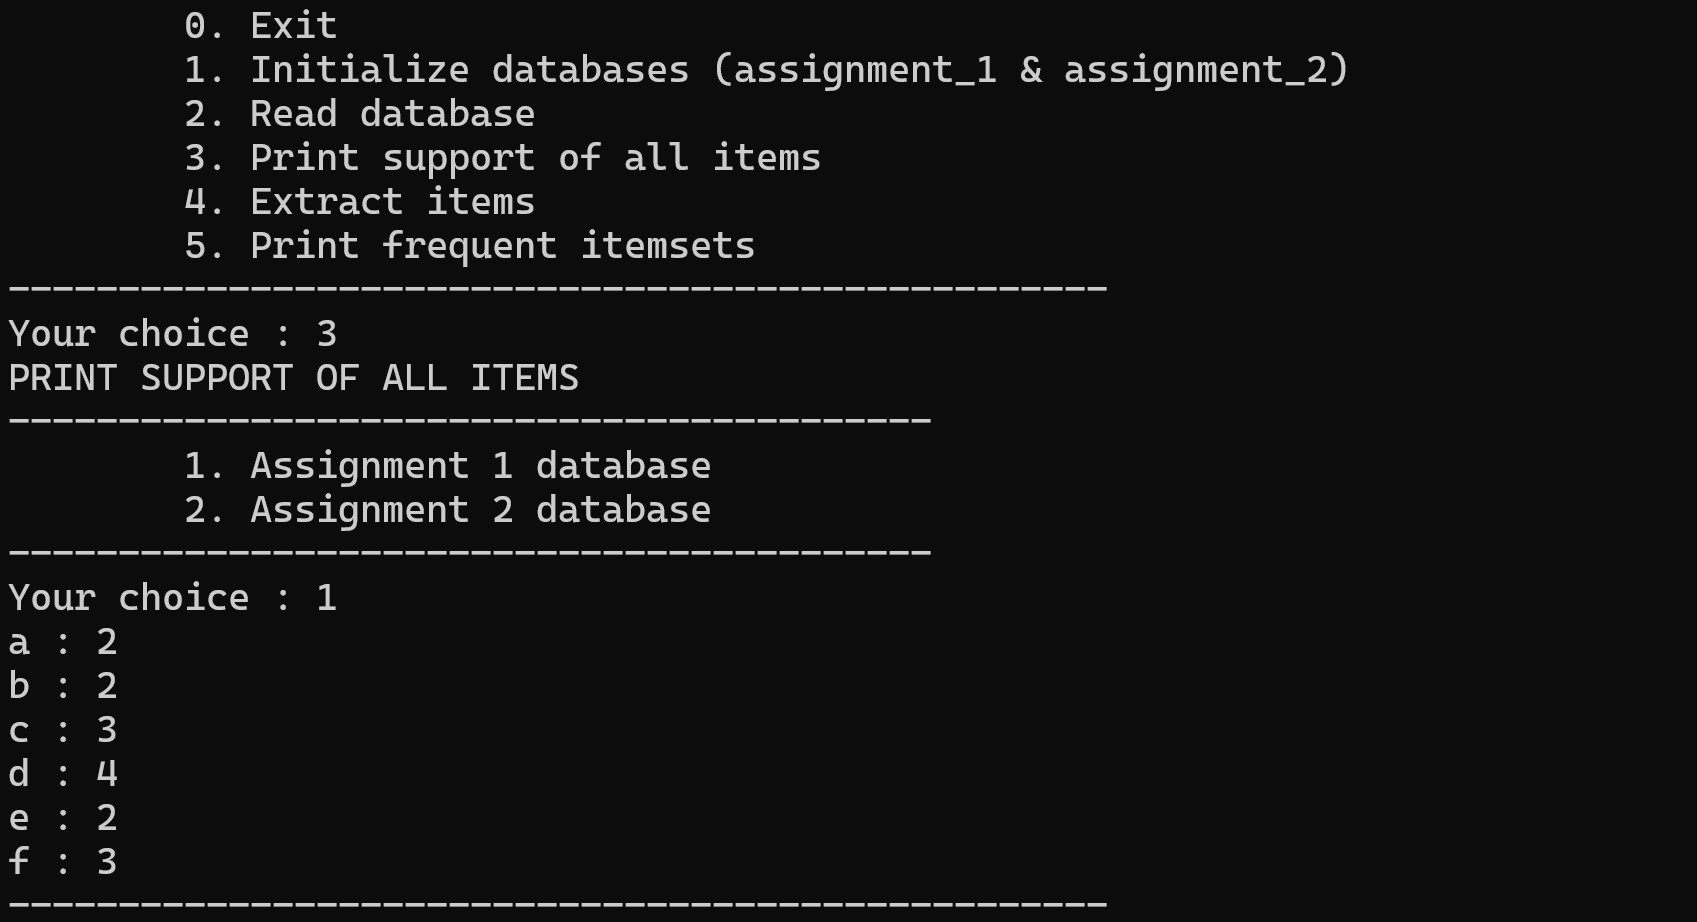 0. Exit
1. Initialize databases (assignment_1 & assignment_2)
2. Read database
3. Print support of all items
4. Extract items
5. Print frequent itemsets
--------------------------------------------------
Your choice : 3
PRINT SUPPORT OF ALL ITEMS
------------------------------------------
1. Assignment 1 database
2. Assignment 2 database
------------------------------------------
Your choice : 1
a : 2
b : 2
c : 3
d : 4
e : 2
f : 3
--------------------------------------------------